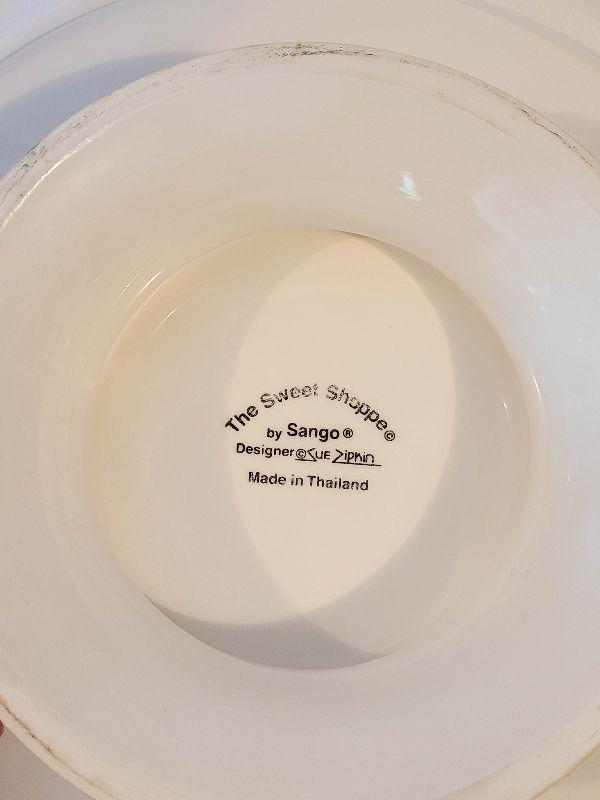 The Sweet Shoppe©
by Sango®
Designer © Sue Zipkin
Made in Thailand